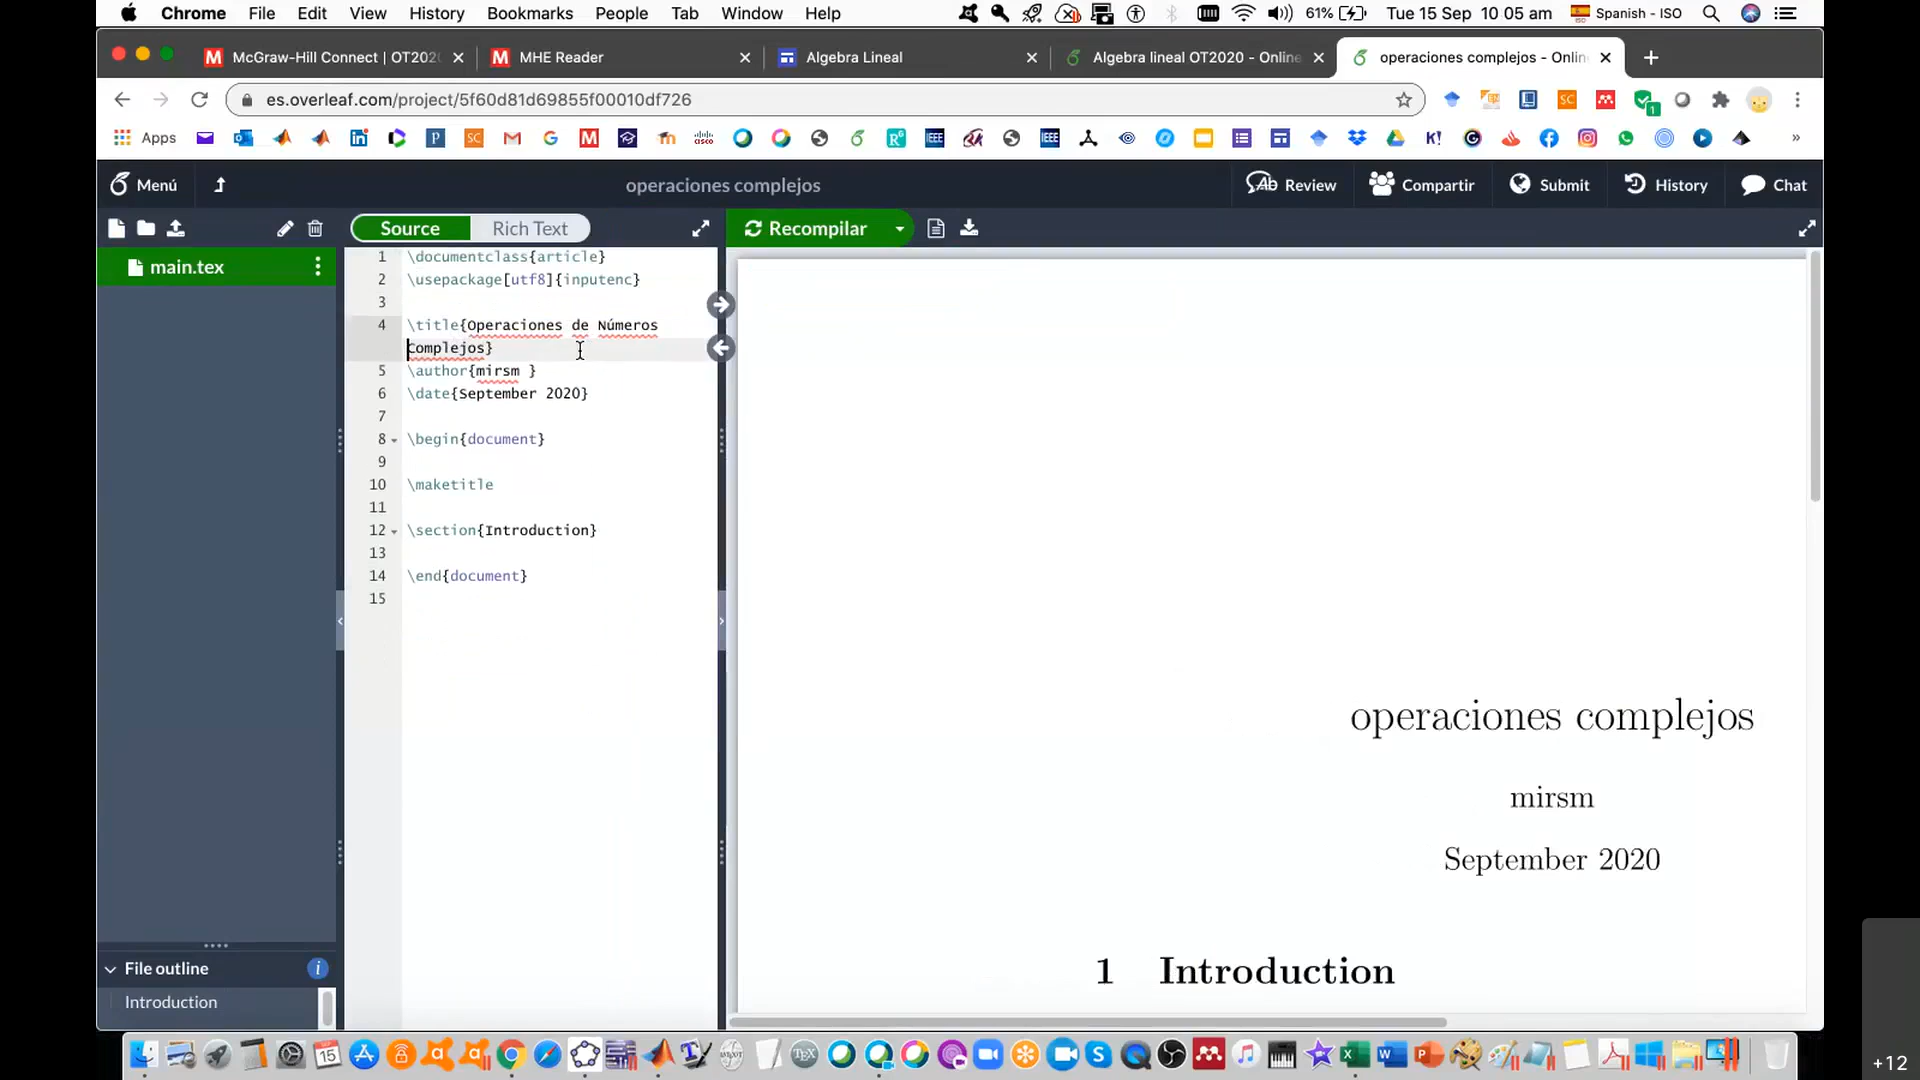 Chrome File Edit View History Bookmarks People Tab Window Help 61% Tue 15 Sep 10 05 am Spanish - ISO
McGraw-Hill Connect | OT202
MHE Reader
Algebra Lineal
Algebra lineal OT2020 - Online
operaciones complejos - Onlin
es.overleaf.com/project/5f60d81d69855f00010df726
Apps
Menú
operaciones complejos
Review
Compartir
Submit
History
Chat
Source
Rich Text
Recompilar
main.tex
1 \documentclass{article}
2 \usepackage[utf8]{inputenc}
3
4 \title{Operaciones de Números
Complejos}
5 \author{mirsm }
6 \date{September 2020}
7
8 \begin{document}
9
10 \maketitle
11
12 \section{Introduction}
13
14 \end{document}
15
operaciones complejos
mirsm
September 2020
1 Introduction
File outline
Introduction
+12